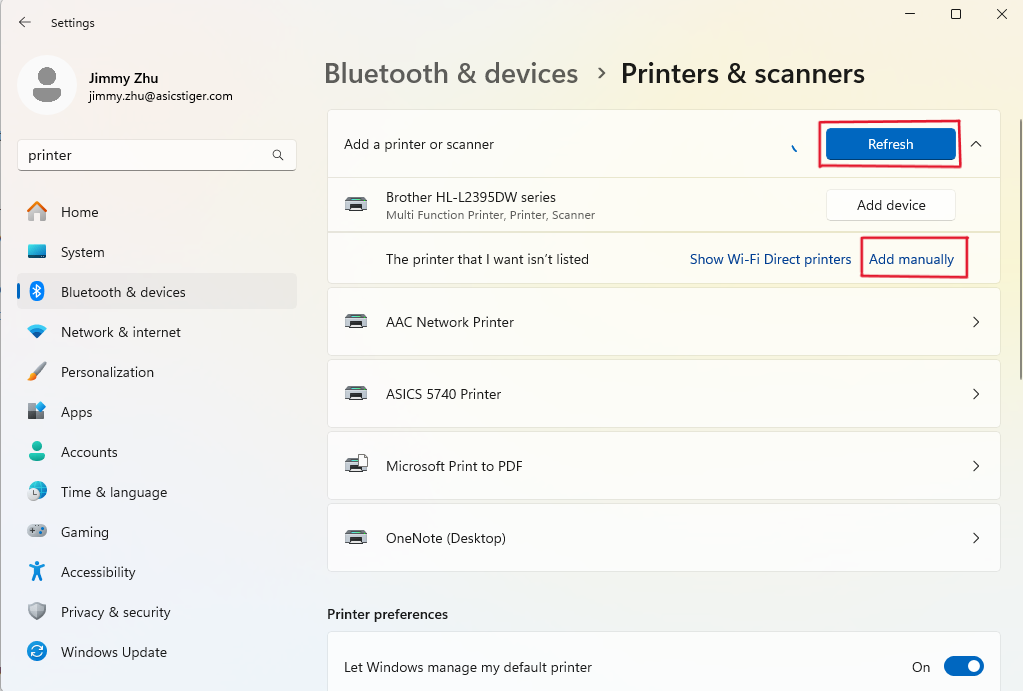 Settings
Jimmy Zhu
jimmy.zhu@asicstiger.com
printer
Home
System
Bluetooth & devices
Network & internet
Personalization
Apps
Accounts
Time & language
Gaming
Accessibility
Privacy & security
Windows Update
Bluetooth & devices > Printers & scanners
Add a printer or scanner Refresh
Brother HL-L2395DW series
Multi Function Printer, Printer, Scanner
Add device
The printer that I want isn't listed Show Wi-Fi Direct printers Add manually
AAC Network Printer
ASICS 5740 Printer
Microsoft Print to PDF
OneNote (Desktop)
Printer preferences
Let Windows manage my default printer On